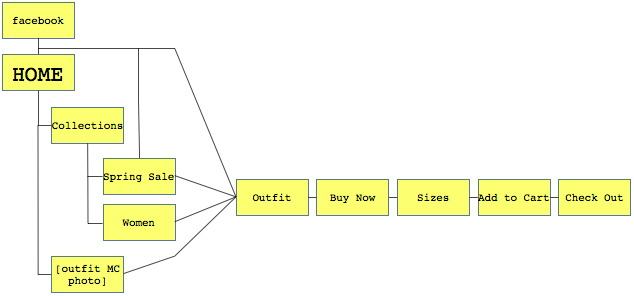 facebook
HOME
Collections
Spring Sale
Women
[outfit MC
photo]
Outfit
Buy Now
Sizes
Add to Cart
Check Out